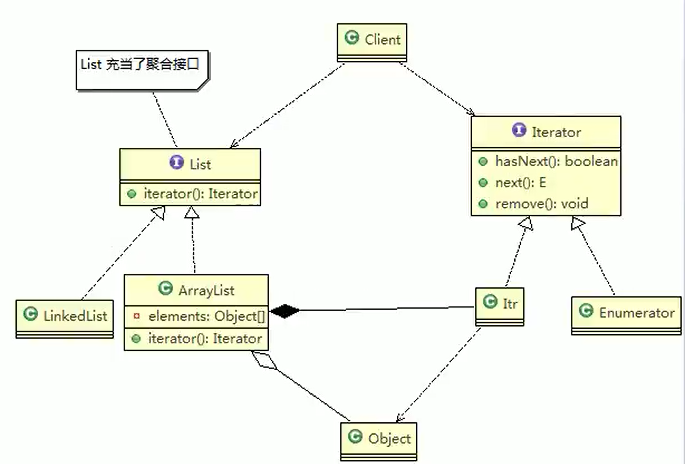 Client
List 充当了聚合接口
I Iterator
hasNext(): boolean
next(): E
remove(): void
I List
iterator(): Iterator
C ArrayList
elements: Object[]
iterator(): Iterator
C LinkedList
C Itr
C Enumerator
C Object